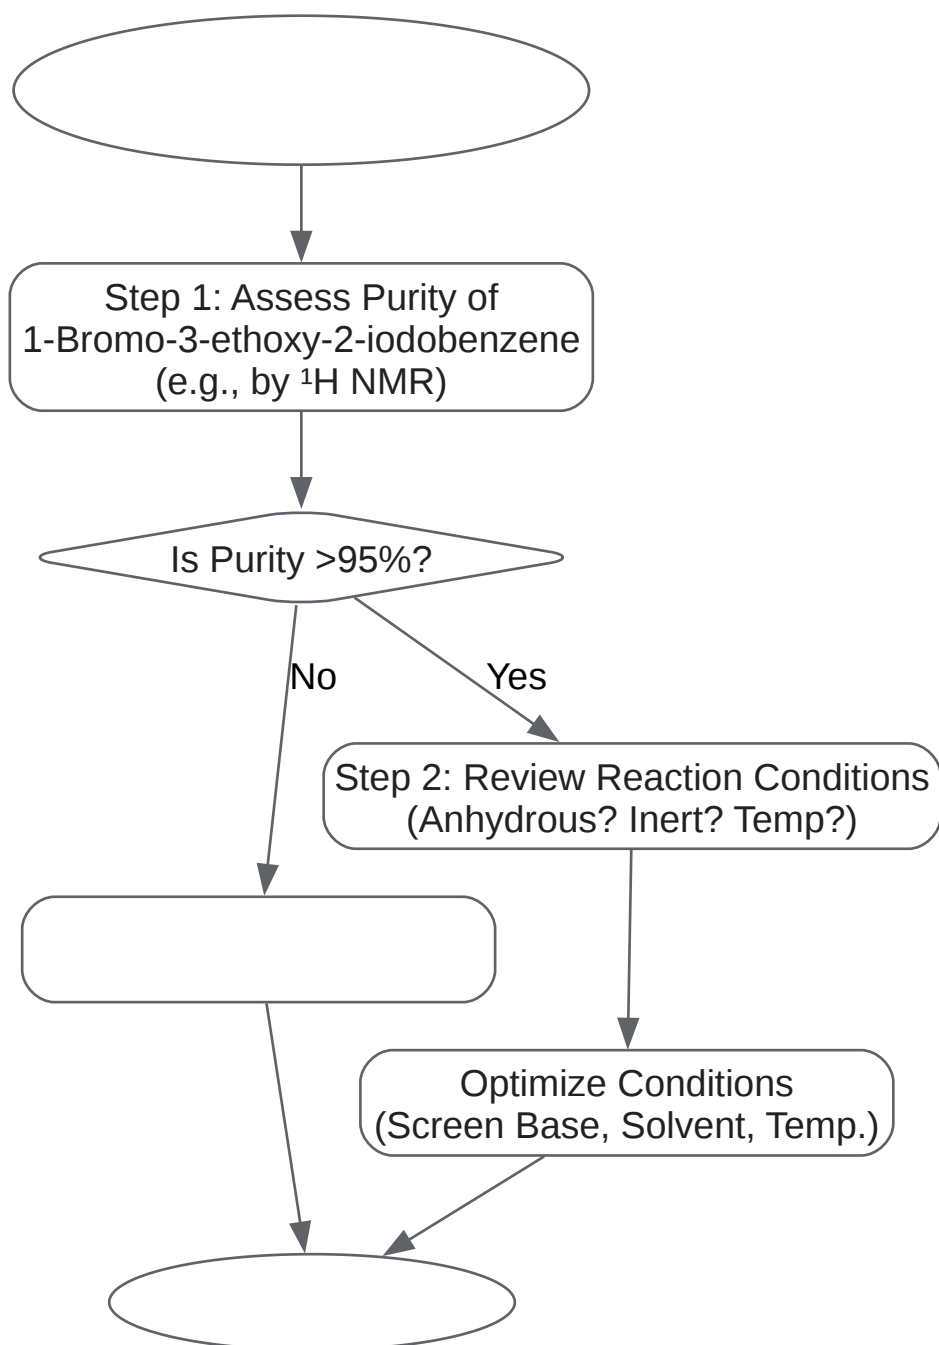 Step 1: Assess Purity of
1-Bromo-3-ethoxy-2-iodobenzene
(e.g., by ¹H NMR)
Is Purity >95%?
No
Yes
Step 2: Review Reaction Conditions
(Anhydrous? Inert? Temp?)
Optimize Conditions
(Screen Base, Solvent, Temp.)